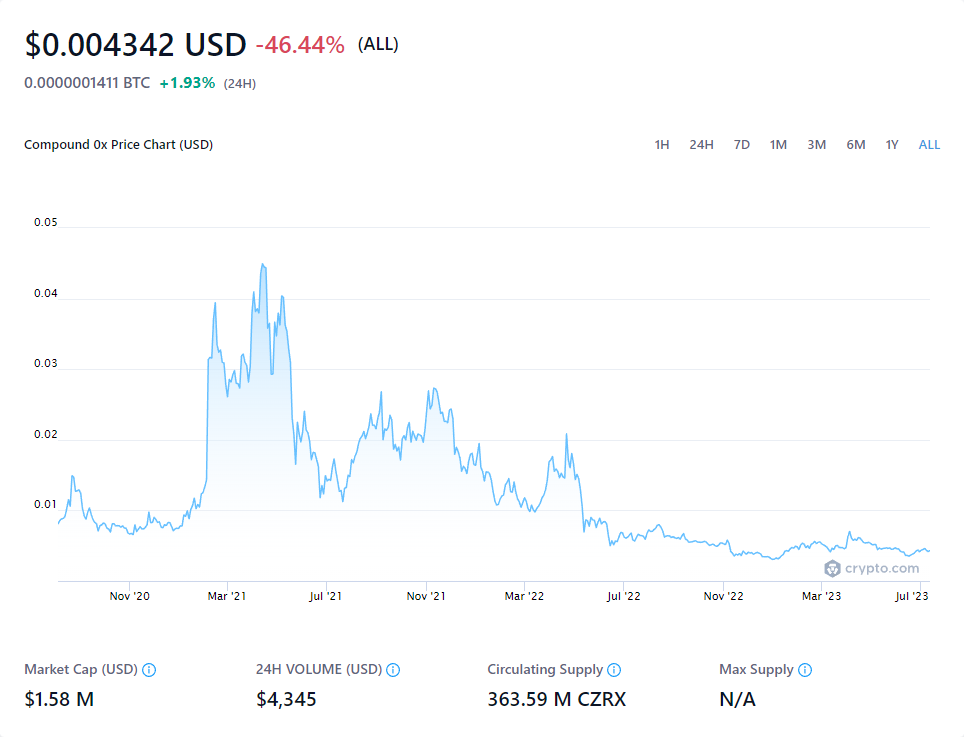 $0.004342 USD -46.44% (ALL)
0.0000001411 BTC +1.93% (24H)
Compound 0x Price Chart (USD) 1H 24H 7D 1M 3M 6M 1Y ALL
0.05
0.04
0.03
0.02
0.01
crypto.com
Nov '20 Mar '21 Jul '21 Nov '21 Mar '22 Jul '22 Nov '22 Mar '23 Jul '23
Market Cap (USD) 24H VOLUME (USD) Circulating Supply Max Supply
$1.58 M $4,345 363.59 M CZRX N/A